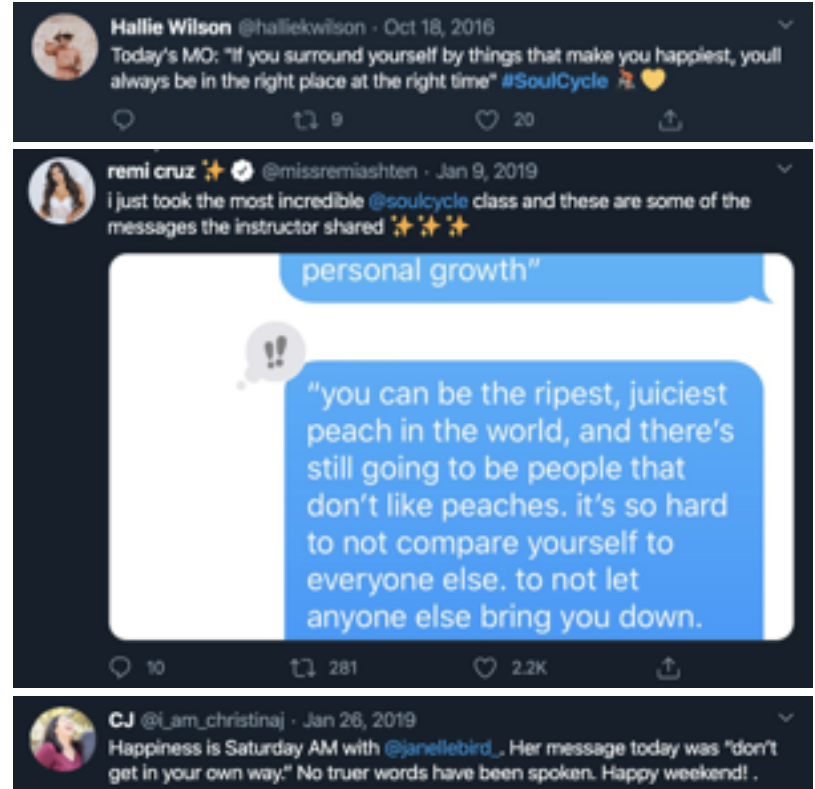 Hallie Wilson @halliekwilson · Oct 18, 2016
Today's MO: "If you surround yourself by things that make you happiest, youll
always be in the right place at the right time" #SoulCycle 🚴 💛
9 20
remi cruz ✨ @missremiashten · Jan 9, 2019
i just took the most incredible @soulcycle class and these are some of the
messages the instructor shared ✨✨✨
personal growth"
!!
"you can be the ripest, juiciest
peach in the world, and there's
still going to be people that
don't like peaches. it's so hard
to not compare yourself to
everyone else. to not let
anyone else bring you down.
10 281 2.2K
CJ @i_am_christinaj · Jan 26, 2019
Happiness is Saturday AM with @janellebird_. Her message today was "don't
get in your own way." No truer words have been spoken. Happy weekend! .